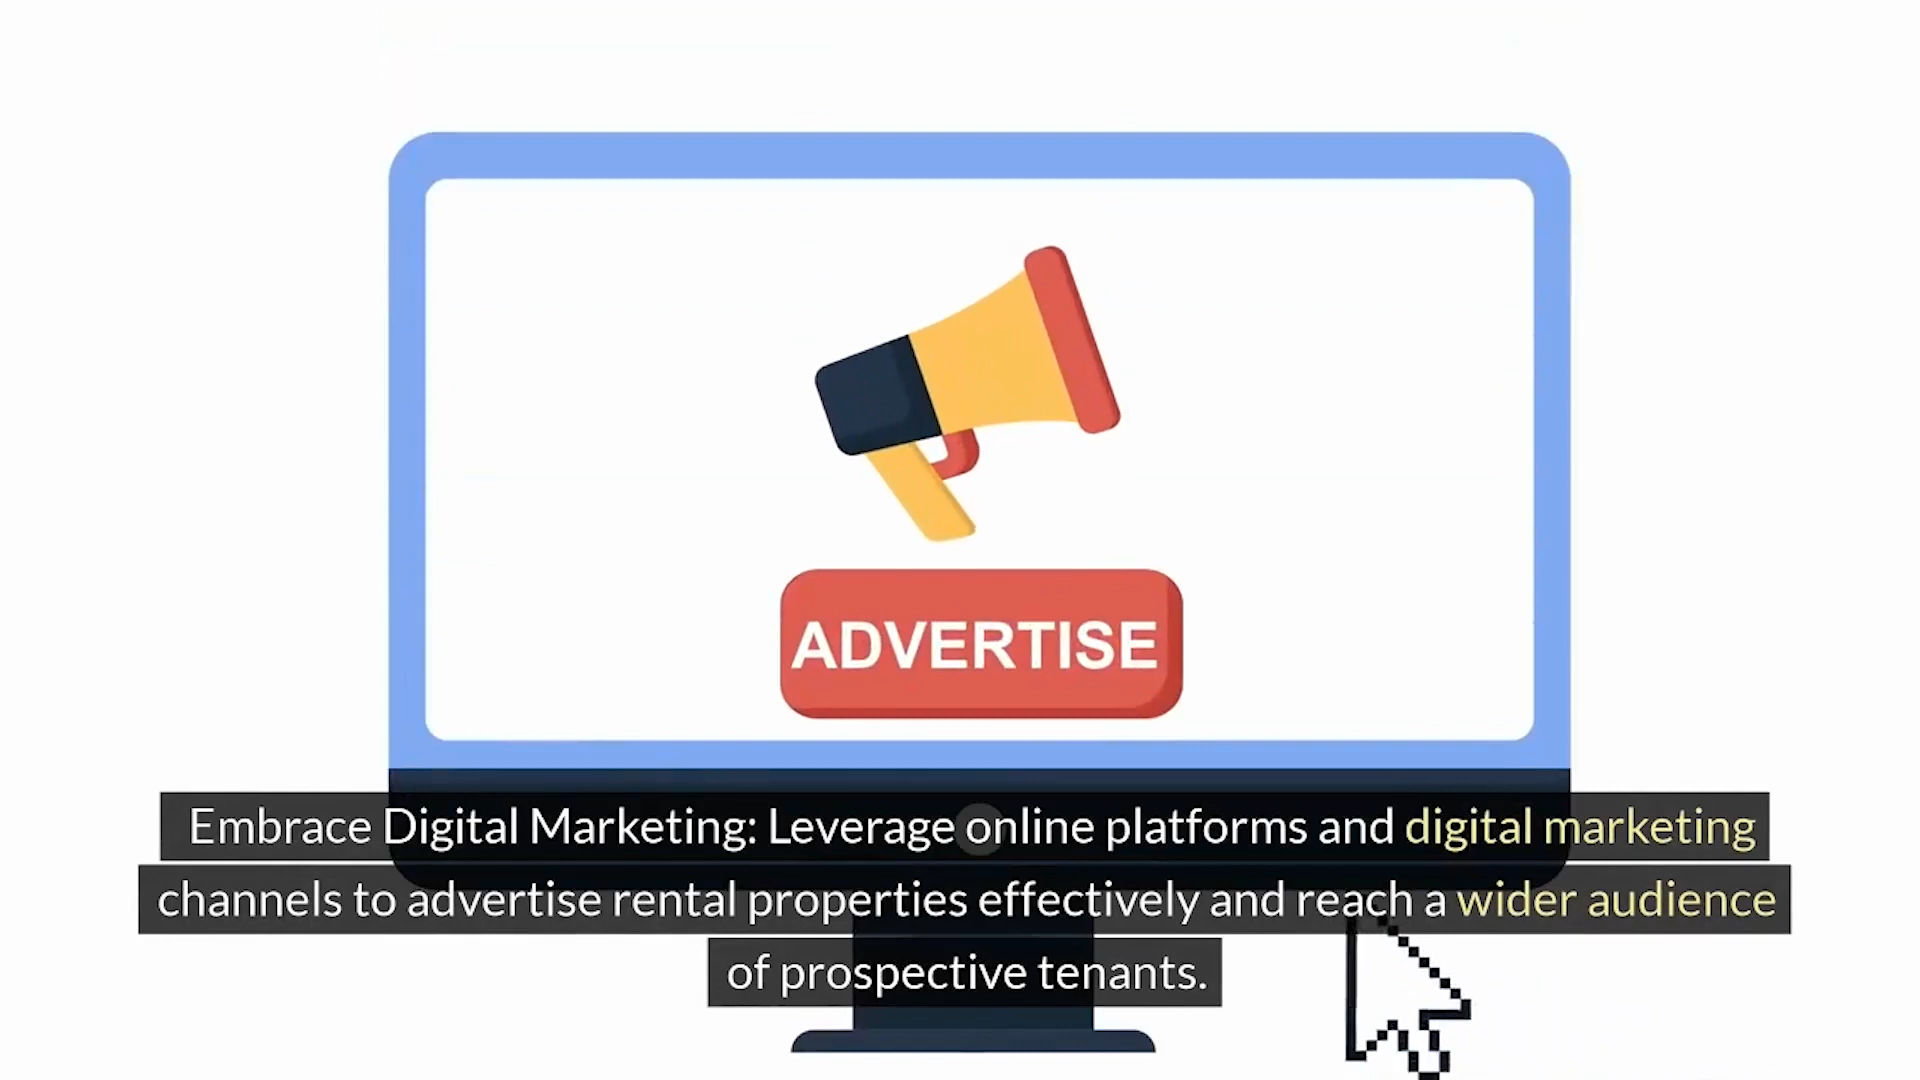 ADVERTISE
Embrace Digital Marketing: Leverage online platforms and digital marketing
channels to advertise rental properties effectively and reach a wider audience
of prospective tenants.